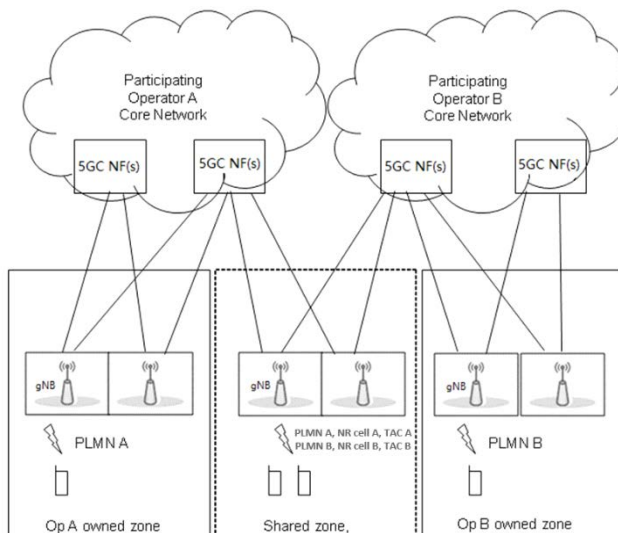 Participating
Operator A
Core Network
Participating
Operator B
Core Network
5GC NF(s)
5GC NF(s)
5GC NF(s)
5GC NF(s)
gNB
gNB
gNB
PLMN A
PLMN A, NR cell A, TAC A
PLMN B, NR cell B, TAC B
PLMN B
Op A owned zone
Shared zone,
Op B owned zone